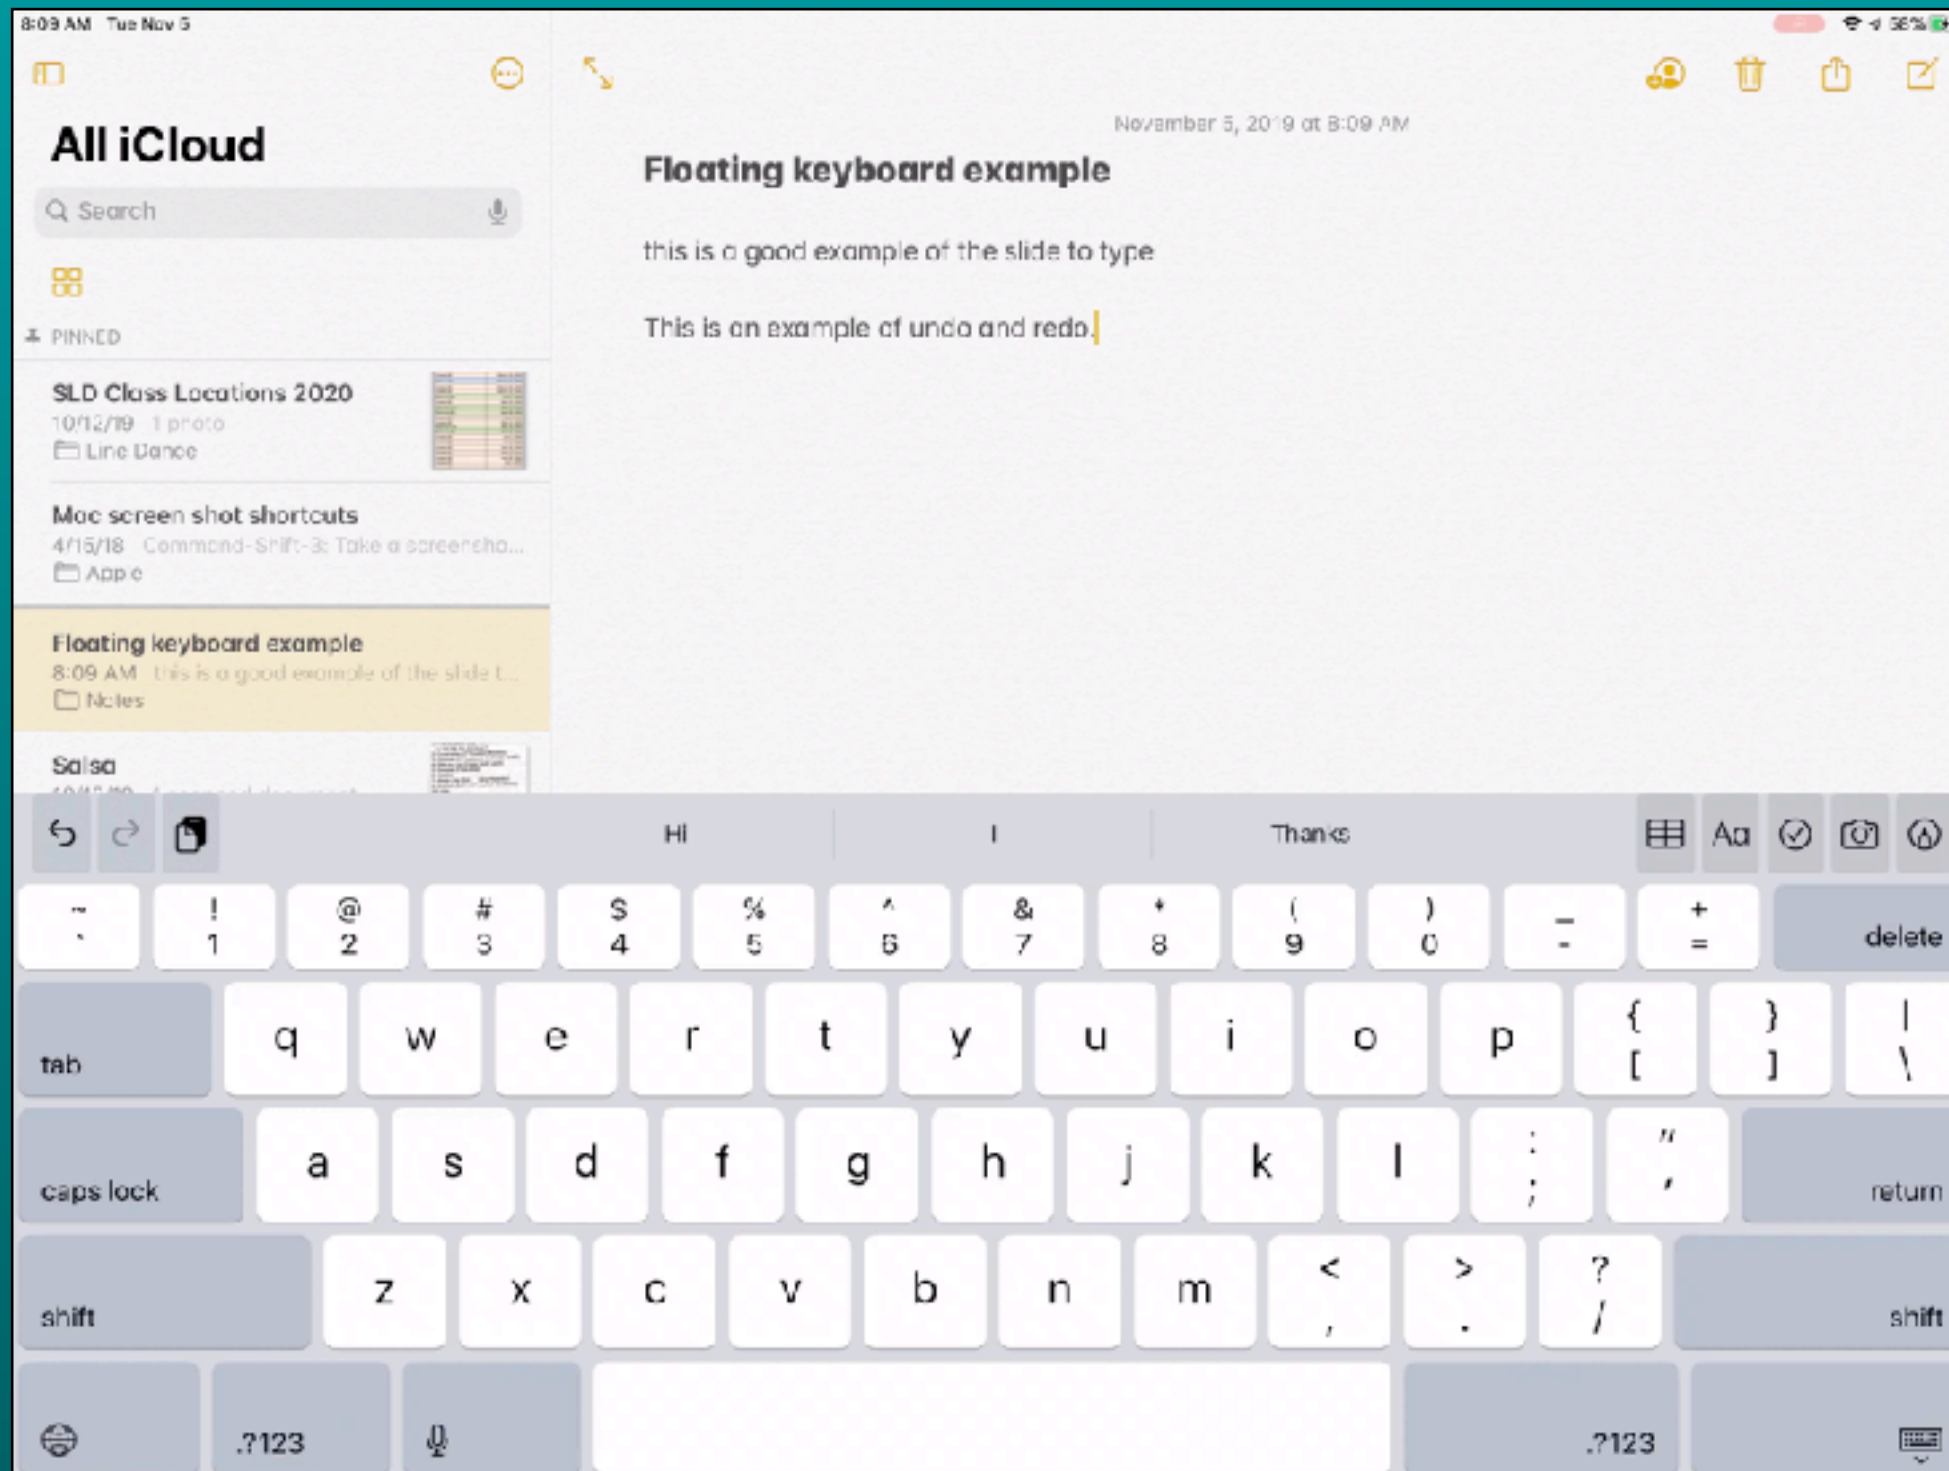 8:09 AM Tue Nov 5
58%
All iCloud
Search
PINNED
SLD Class Locations 2020
10/12/19 1 photo
Line Dance
Mac screen shot shortcuts
4/15/18 Command-Shift-3: Take a screensho...
Apple
Floating keyboard example
8:09 AM this is a good example of the slide t...
Notes
Salsa
November 5, 2019 at 8:09 AM
Floating keyboard example
this is a good example of the slide to type
This is an example of undo and redo.
Hi I Thanks
Aa
~ ! @ # $ % ^ & * ( ) _ +
` 1 2 3 4 5 6 7 8 9 0 - = delete
tab q w e r t y u i o p { [ } ] | \
caps lock a s d f g h j k l : ; " ' return
shift z x c v b n m < , > . ? / shift
.?123 .?123